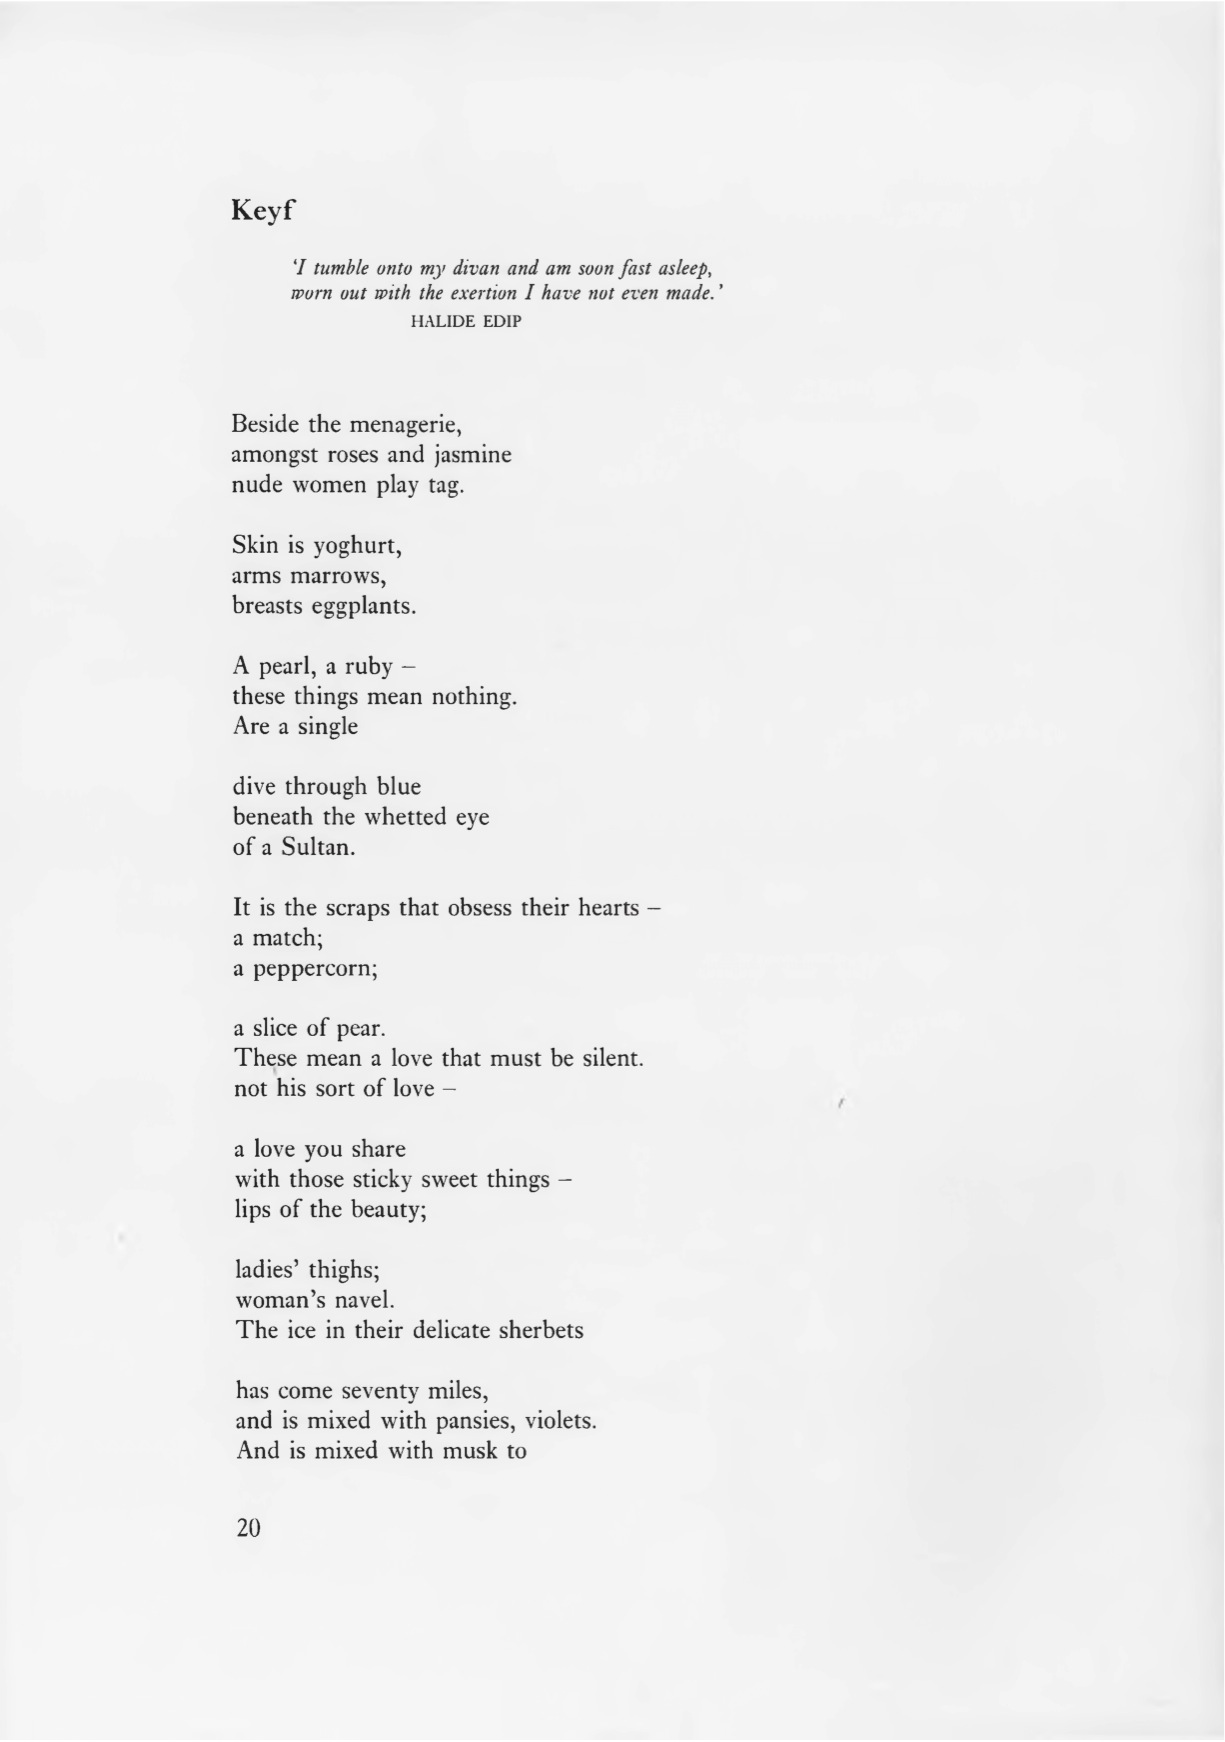 Keyf
‘I tumble onto my divan and am soon fast asleep,
worn out with the exertion I have not even made.’
HALIDE EDIP
Beside the menagerie,
amongst roses and jasmine
nude women play tag.
Skin is yoghurt,
arms marrows,
breasts eggplants.
A pearl, a ruby –
these things mean nothing.
Are a single
dive through blue
beneath the whetted eye
of a Sultan.
It is the scraps that obsess their hearts –
a match;
a peppercorn;
a slice of pear.
These mean a love that must be silent.
not his sort of love –
a love you share
with those sticky sweet things –
lips of the beauty;
ladies’ thighs;
woman’s navel.
The ice in their delicate sherbets
has come seventy miles,
and is mixed with pansies, violets.
And is mixed with musk to
20